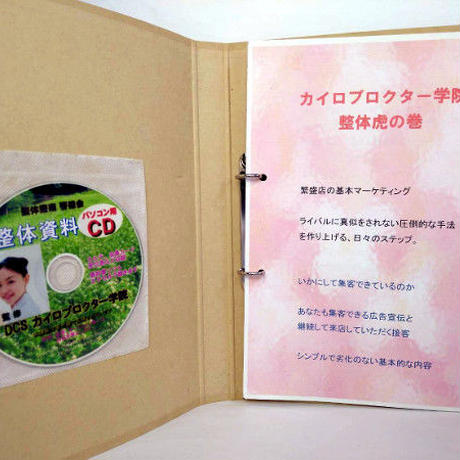 整体資料
パソコン用
CD
監修
DCS カイロプロクター学院
カイロプロクター学院
整体虎の巻
繁盛店の基本マーケティング
ライバルに真似をされない圧倒的な手法
を作り上げる、日々のステップ。
いかにして集客できているのか
あなたも集客できる広告宣伝と
継続して来店していただく接客
シンプルで劣化のない基本的な内容